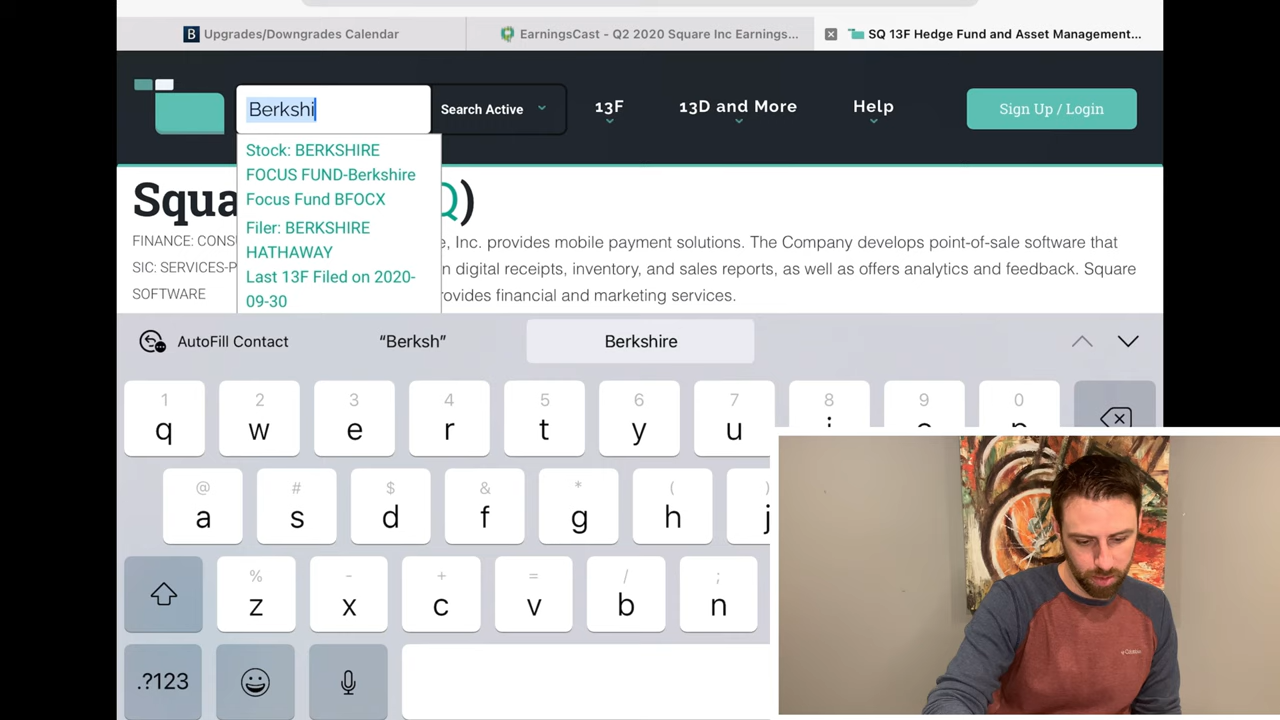 Upgrades/Downgrades Calendar
EarningsCast - Q2 2020 Square Inc Earnings...
SQ 13F Hedge Fund and Asset Management...
Berkshi
Search Active
13F
13D and More
Help
Sign Up / Login
Stock: BERKSHIRE
FOCUS FUND-Berkshire
Focus Fund BFOCX
Filer: BERKSHIRE
HATHAWAY
Last 13F Filed on 2020-
09-30
Squa Q)
FINANCE: CONS
SIC: SERVICES-P
SOFTWARE
e, Inc. provides mobile payment solutions. The Company develops point-of-sale software that
n digital receipts, inventory, and sales reports, as well as offers analytics and feedback. Square
rovides financial and marketing services.
AutoFill Contact
“Berksh”
Berkshire
1 2 3 4 5 6 7 8 9 0
q w e r t y u
@ # $ & * ( )
a s d f g h j
% - + = / ;
z x c v b n
.?123